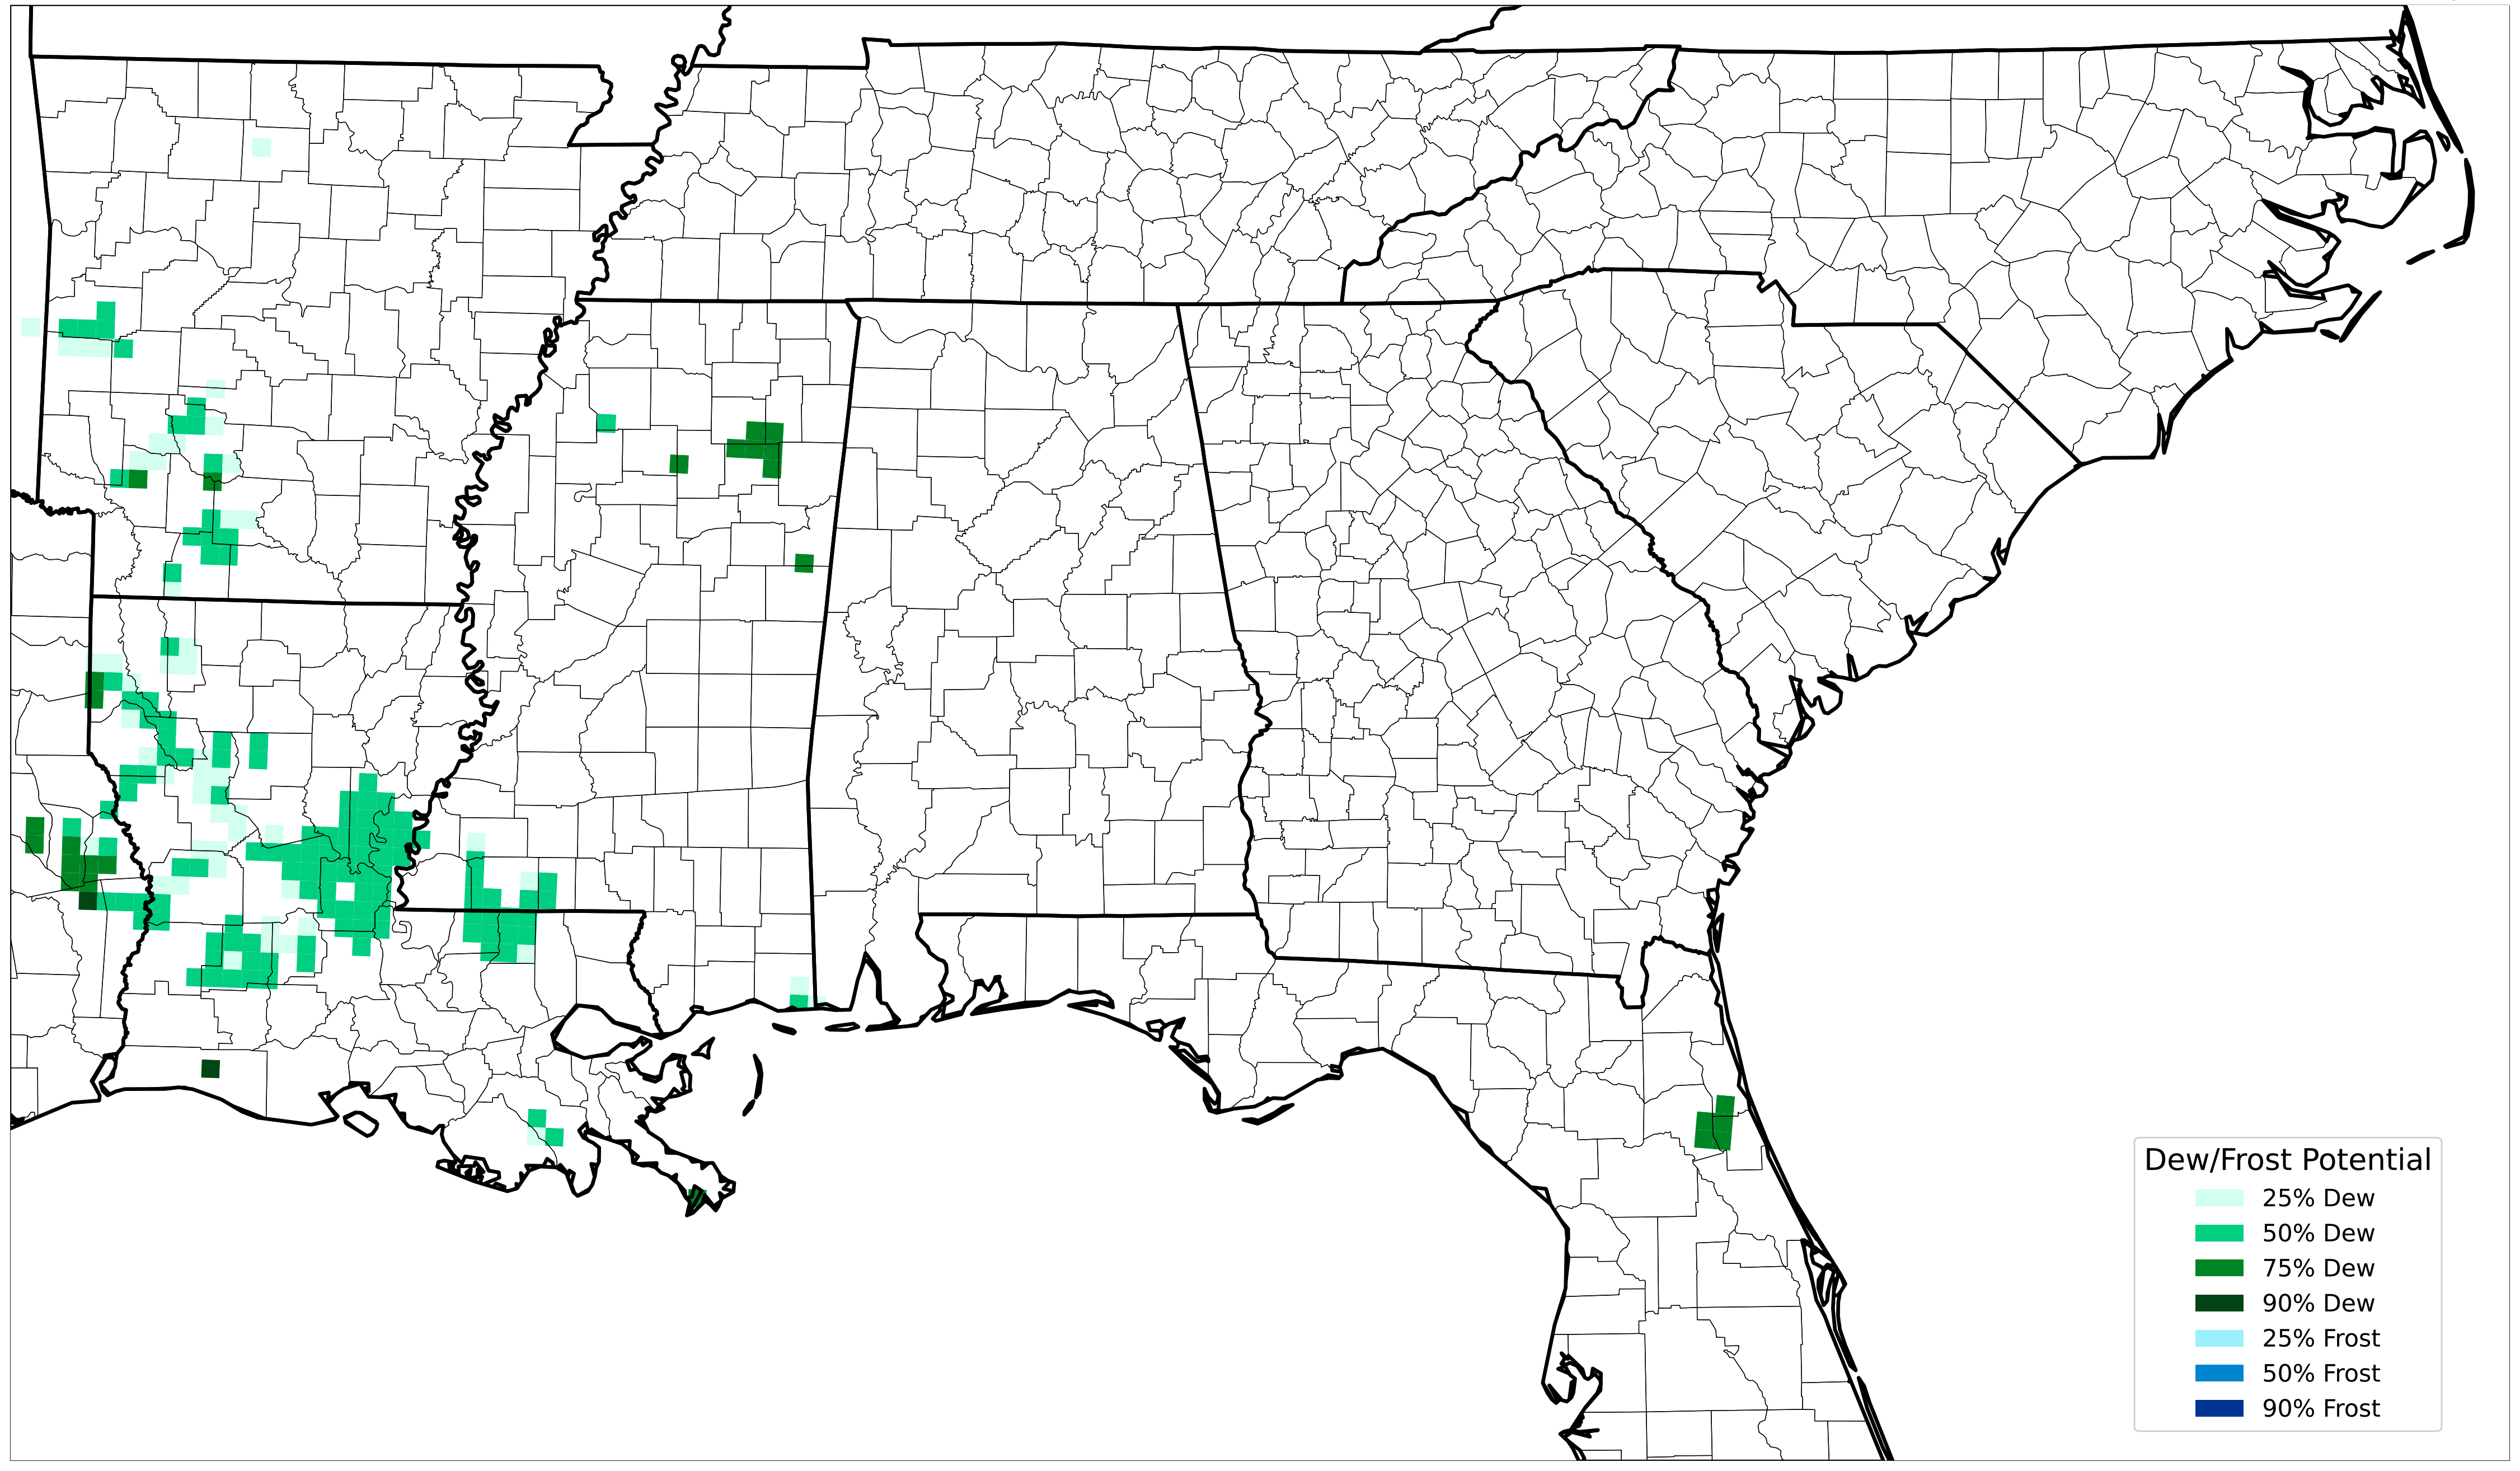 Dew/Frost Potential
25% Dew
50% Dew
75% Dew
90% Dew
25% Frost
50% Frost
90% Frost